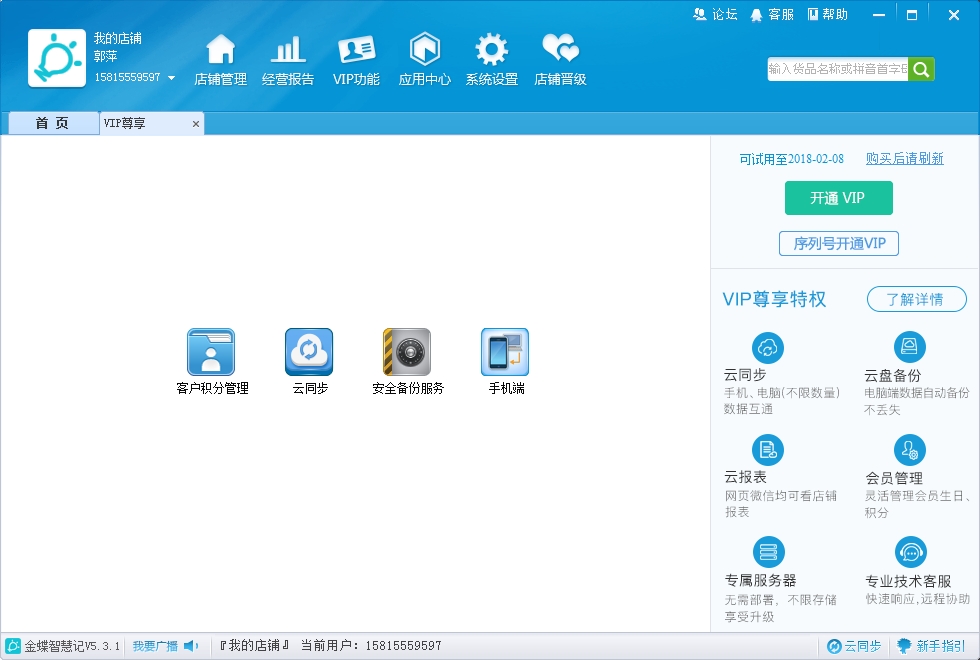 论坛 客服 帮助
我的店铺
郭萍
15815559597
店铺管理 经营报告 VIP功能 应用中心 系统设置 店铺晋级
输入货品名称或拼音首字母
首 页 VIP尊享 ×
可试用至2018-02-08 购买后请刷新
开通 VIP
序列号开通VIP
VIP尊享特权 了解详情
客户积分管理 云同步 安全备份服务 手机端
云同步
手机、电脑(不限数量)
数据互通
云盘备份
电脑端数据自动备份
不丢失
云报表
网页微信均可看店铺
报表
会员管理
灵活管理会员生日、
积分
专属服务器
无需部署，不限存储
享受升级
专业技术客服
快速响应,远程协助
金蝶智慧记V5.3.1 我要广播 『我的店铺』 当前用户: 15815559597 云同步 新手指引